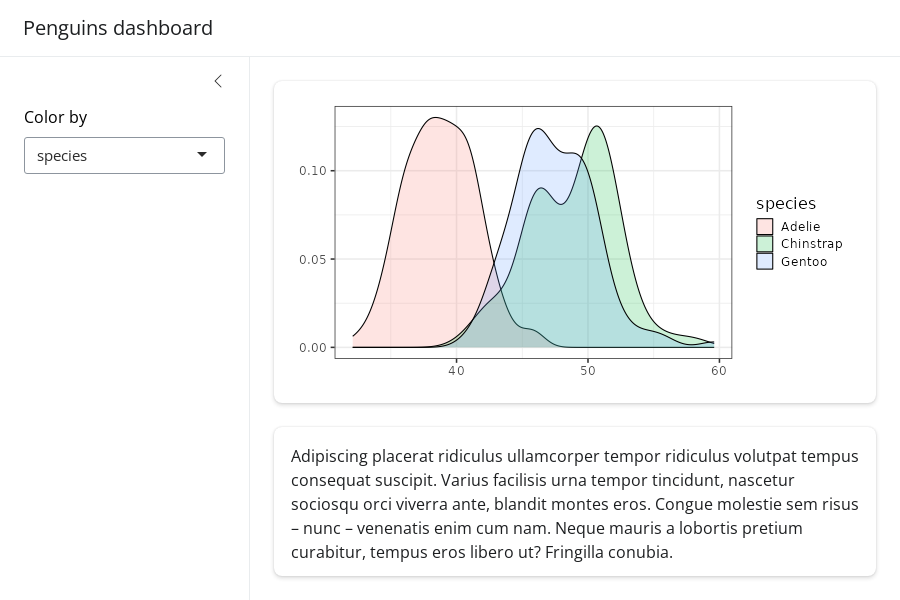 Penguins dashboard
Color by
species
0.10
0.05
0.00
40 50 60
species
Adelie
Chinstrap
Gentoo
Adipiscing placerat ridiculus ullamcorper tempor ridiculus volutpat tempus
consequat suscipit. Varius facilisis urna tempor tincidunt, nascetur
sociosqu orci viverra ante, blandit montes eros. Congue molestie sem risus
– nunc – venenatis enim cum nam. Neque mauris a lobortis pretium
curabitur, tempus eros libero ut? Fringilla conubia.